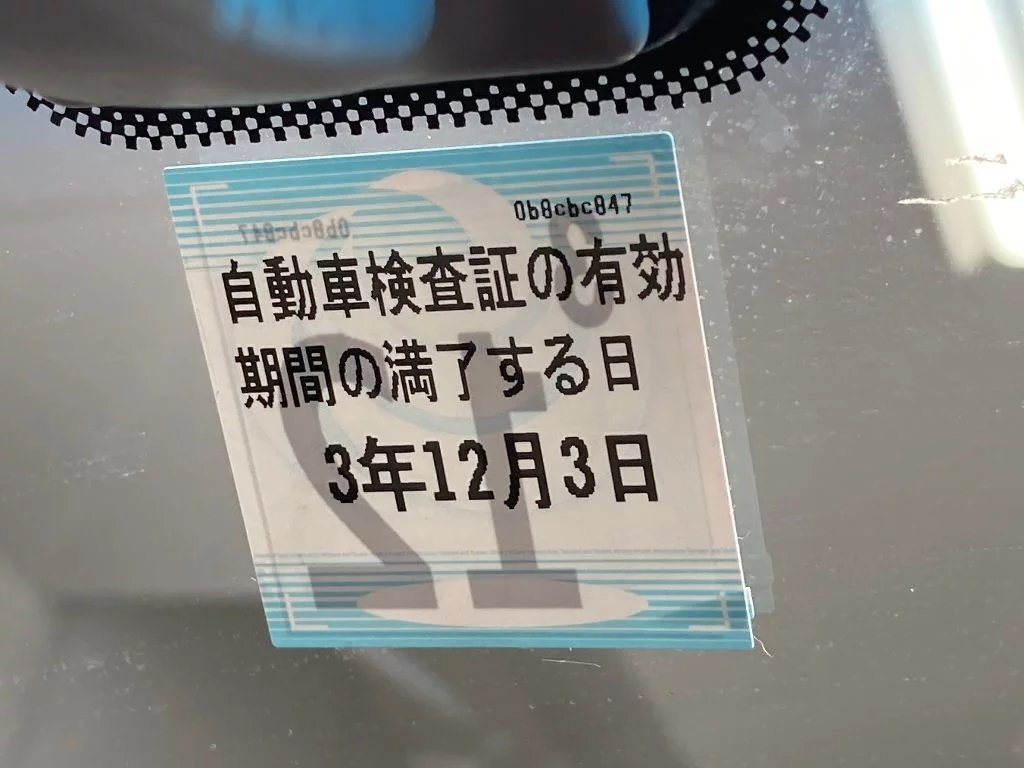 0b8cbc847
自動車検査証の有効
期間の満了する日
3年12月3日